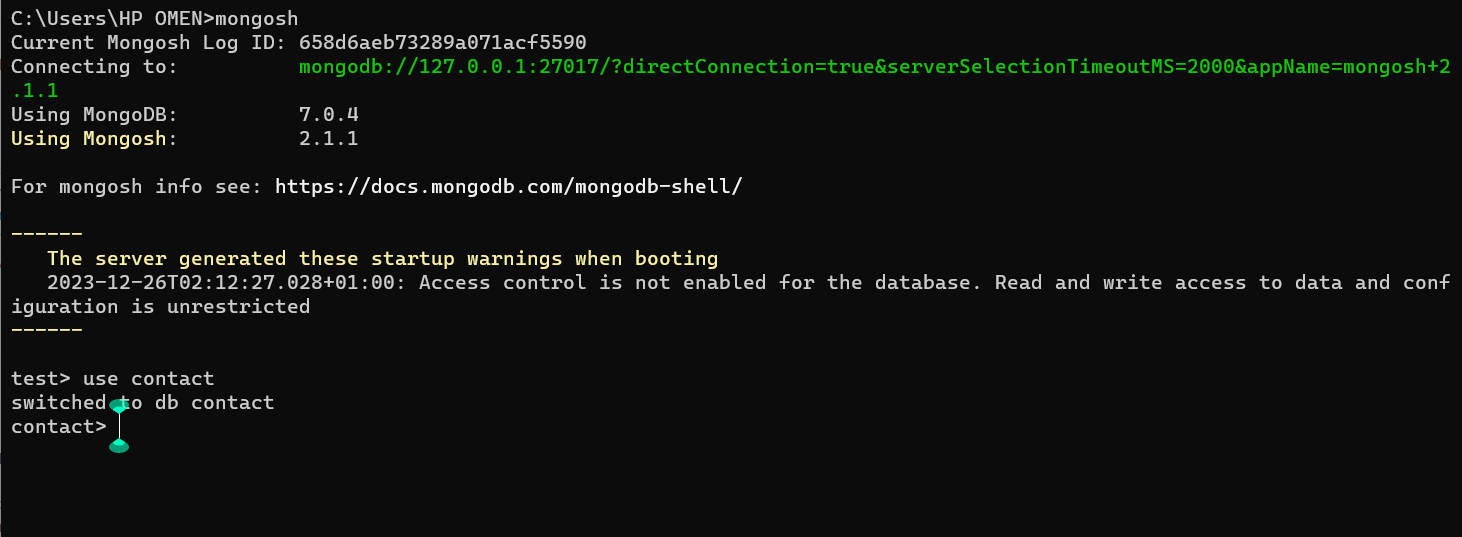 C:\Users\HP OMEN>mongosh
Current Mongosh Log ID: 658d6aeb73289a071acf5590
Connecting to:          mongodb://127.0.0.1:27017/?directConnection=true&serverSelectionTimeoutMS=2000&appName=mongosh+2
.1.1
Using MongoDB:          7.0.4
Using Mongosh:          2.1.1
For mongosh info see: https://docs.mongodb.com/mongodb-shell/
------
   The server generated these startup warnings when booting
   2023-12-26T02:12:27.028+01:00: Access control is not enabled for the database. Read and write access to data and conf
iguration is unrestricted
------
test> use contact
switched to db contact
contact>